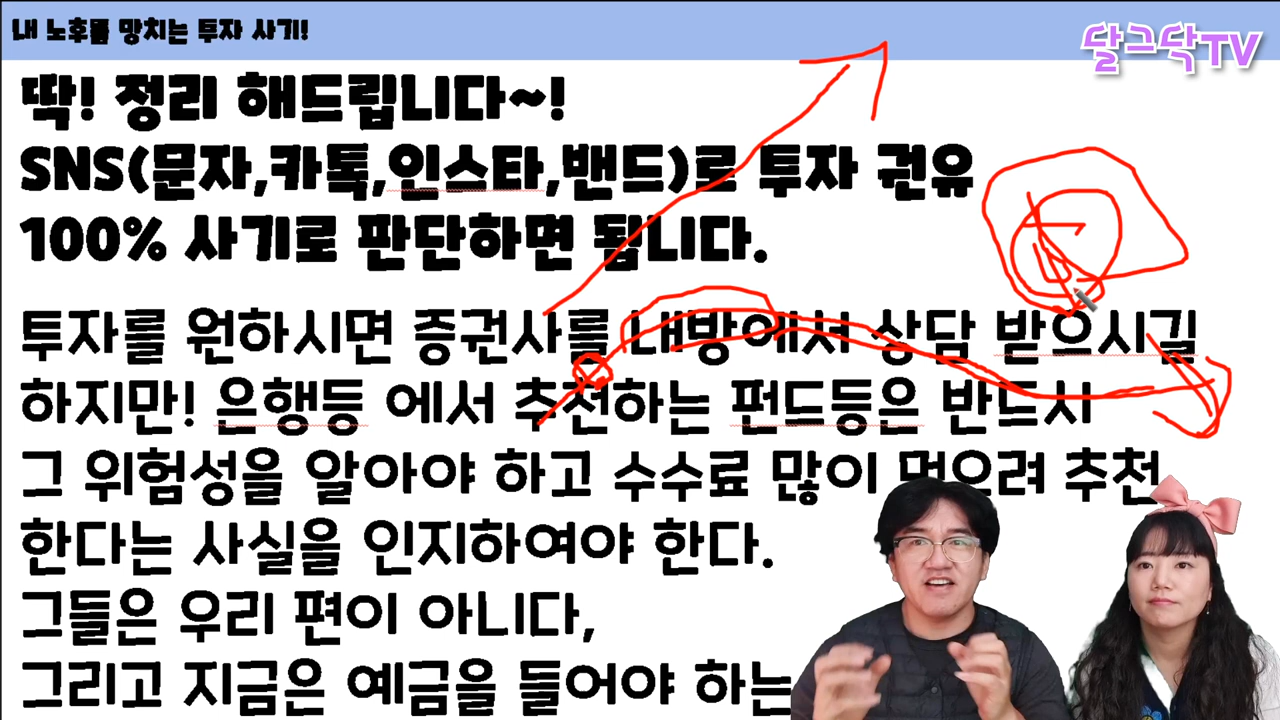 내 노후를 망치는 투자 사기!
달그닥TV
딱! 정리 해드립니다~!
SNS(문자,카톡,인스타,밴드)로 투자 권유
100% 사기로 판단하면 됩니다.
투자를 원하시면 증권사를 내방에서 상담 받으시길
하지만! 은행등 에서 추천하는 펀드등은 반드시
그 위험성을 알아야 하고 수수료 많이 먹으려 추천
한다는 사실을 인지하여야 한다.
그들은 우리 편이 아니다,
그리고 지금은 예금을 들어야 하는